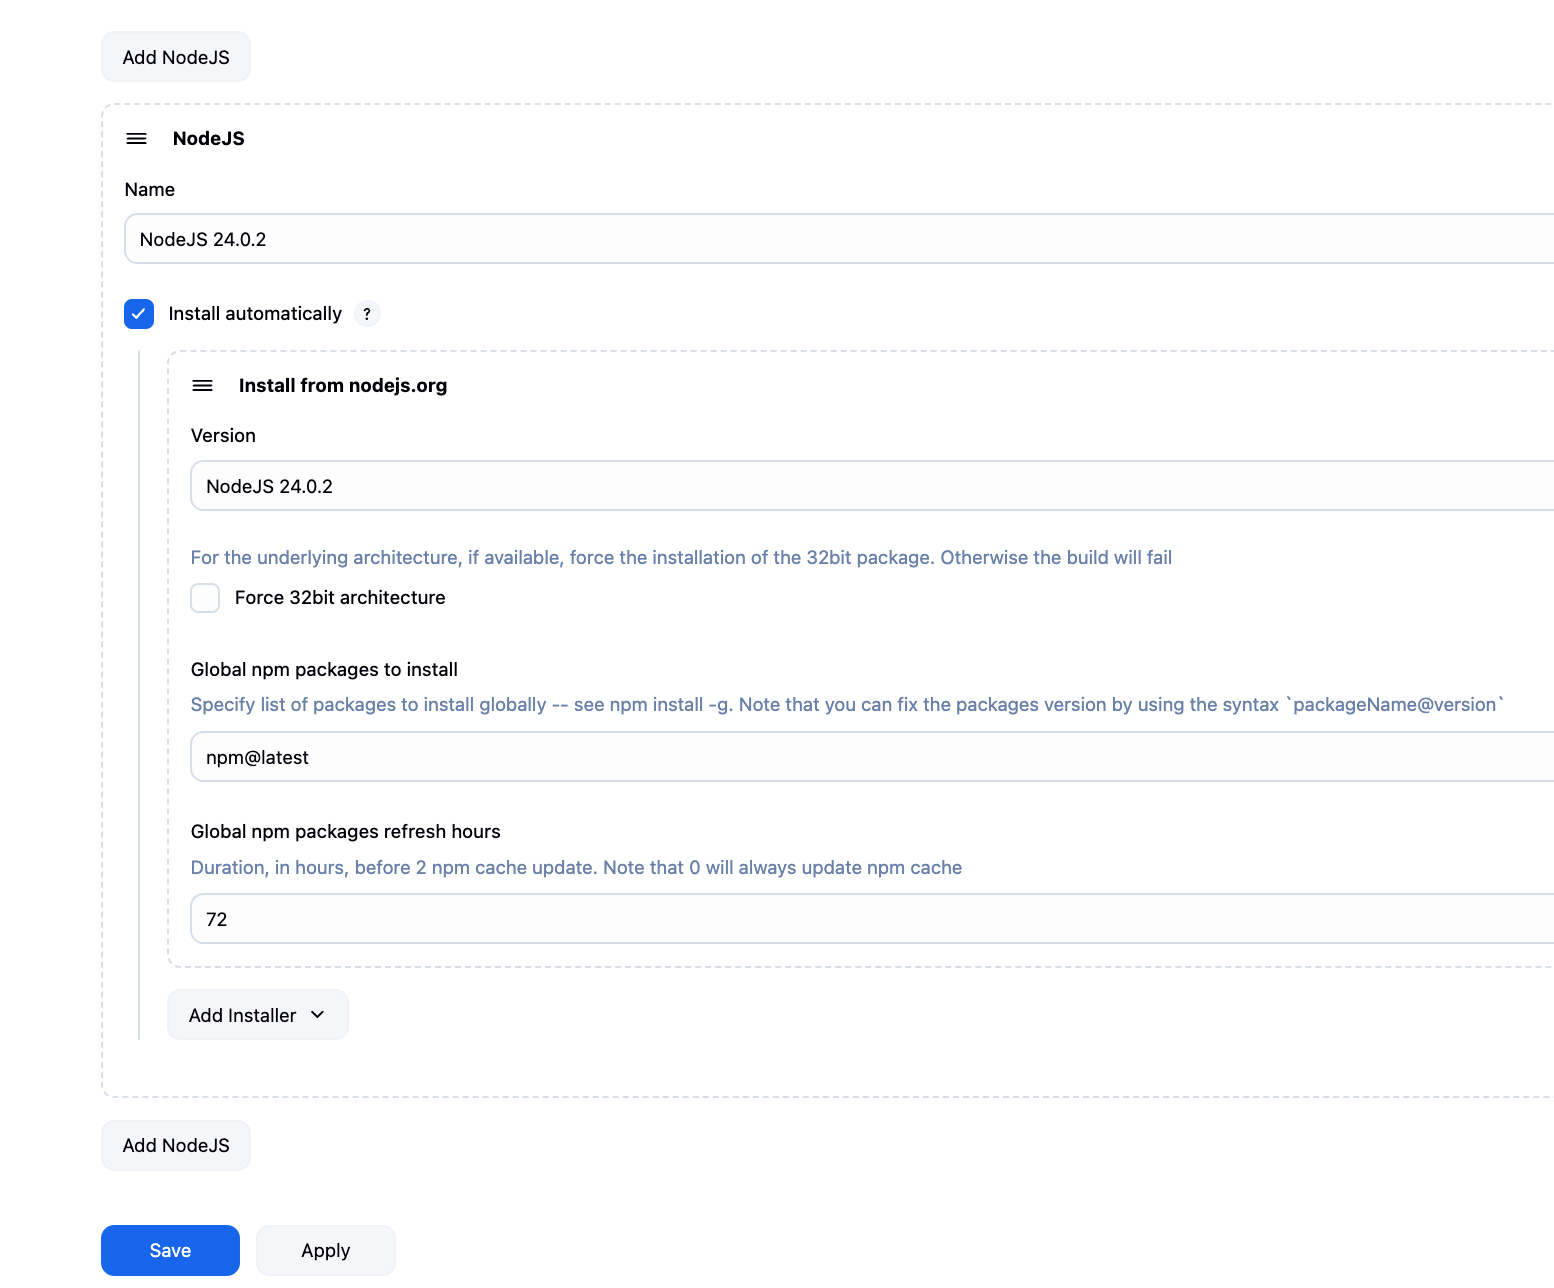 Add NodeJS
NodeJS
Name
NodeJS 24.0.2
Install automatically ?
Install from nodejs.org
Version
NodeJS 24.0.2
For the underlying architecture, if available, force the installation of the 32bit package. Otherwise the build will fail
Force 32bit architecture
Global npm packages to install
Specify list of packages to install globally -- see npm install -g. Note that you can fix the packages version by using the syntax `packageName@version`
npm@latest
Global npm packages refresh hours
Duration, in hours, before 2 npm cache update. Note that 0 will always update npm cache
72
Add Installer
Add NodeJS
Save Apply